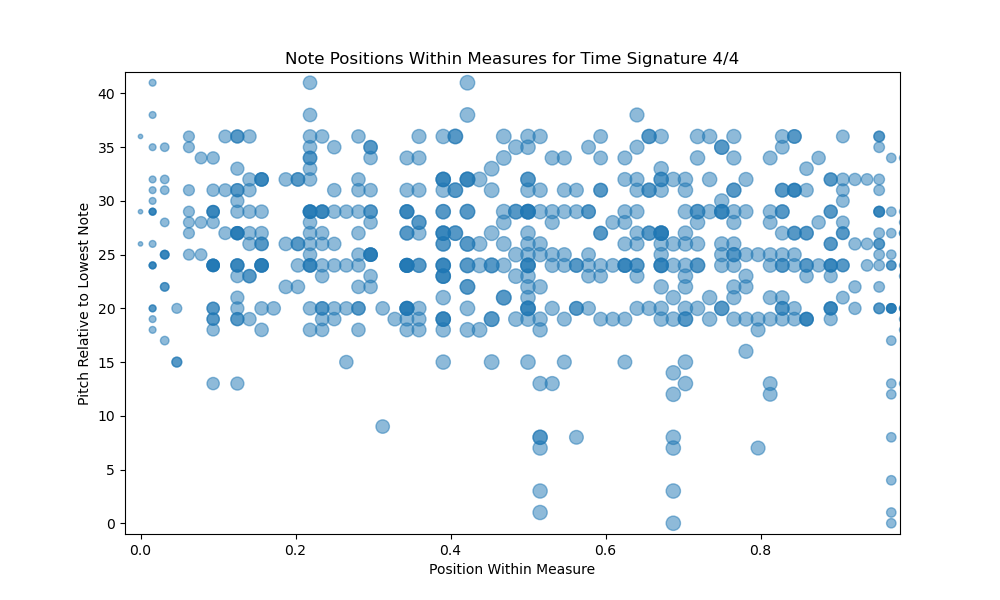 Note Positions Within Measures for Time Signature 4/4
Pitch Relative to Lowest Note
40
35
30
25
20
15
10
5
0
0.0 0.2 0.4 0.6 0.8
Position Within Measure